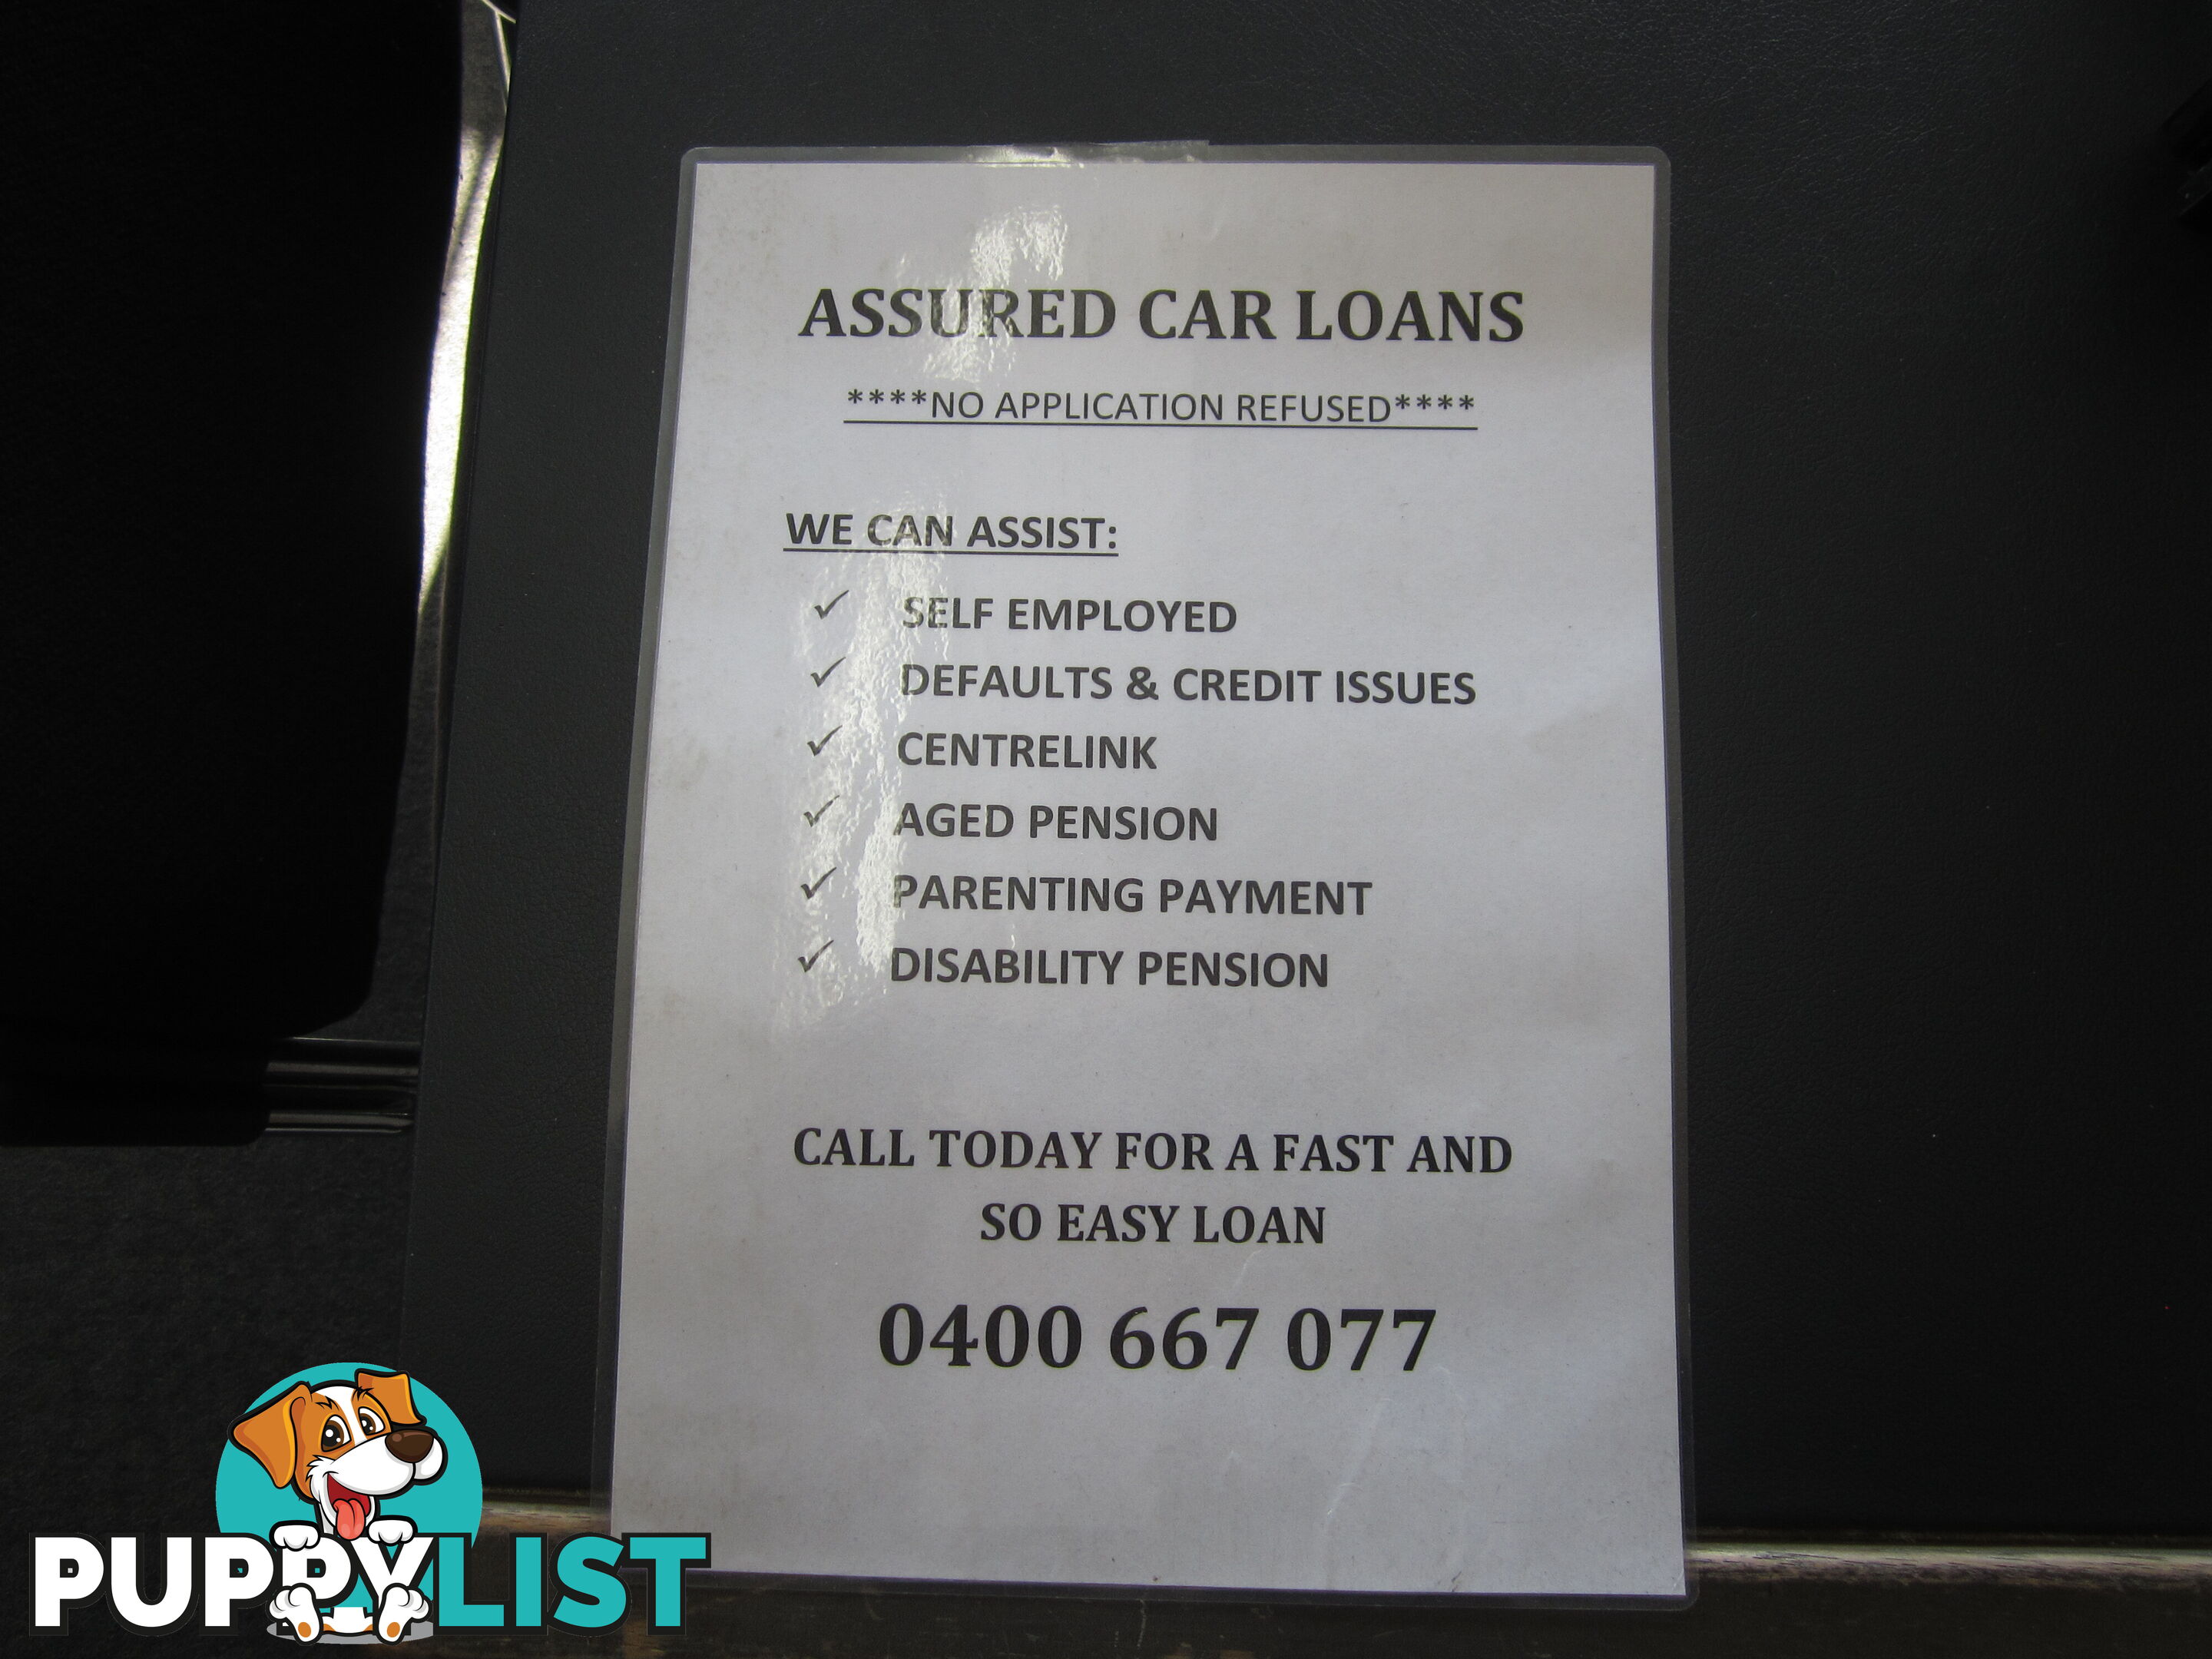 ASSURED CAR LOANS
****NO APPLICATION REFUSED****
WE CAN ASSIST:
✓ SELF EMPLOYED
✓ DEFAULTS & CREDIT ISSUES
✓ CENTRELINK
✓ AGED PENSION
✓ PARENTING PAYMENT
✓ DISABILITY PENSION
CALL TODAY FOR A FAST AND
SO EASY LOAN
0400 667 077
PUPPYLIST